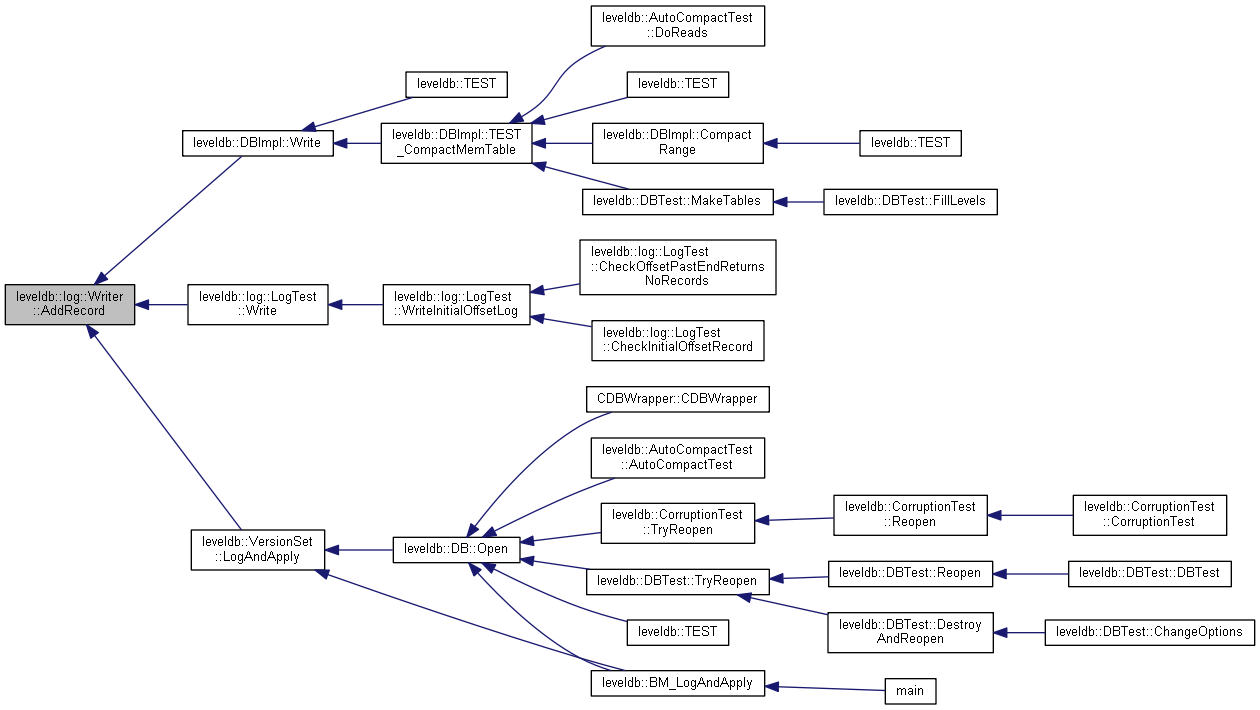 leveldb::AutoCompactTest
::DoReads
leveldb::TEST
leveldb::TEST
leveldb::DBImpl::Write
leveldb::DBImpl::TEST
_CompactMemTable
leveldb::DBImpl::Compact
Range
leveldb::TEST
leveldb::DBTest::MakeTables
leveldb::DBTest::FillLevels
leveldb::log::LogTest
::CheckOffsetPastEndReturns
NoRecords
leveldb::log::Writer
::AddRecord
leveldb::log::LogTest
::Write
leveldb::log::LogTest
::WriteInitialOffsetLog
leveldb::log::LogTest
::CheckInitialOffsetRecord
CDBWrapper::CDBWrapper
leveldb::AutoCompactTest
::AutoCompactTest
leveldb::CorruptionTest
::TryReopen
leveldb::CorruptionTest
::Reopen
leveldb::CorruptionTest
::CorruptionTest
leveldb::VersionSet
::LogAndApply
leveldb::DB::Open
leveldb::DBTest::TryReopen
leveldb::DBTest::Reopen
leveldb::DBTest::DBTest
leveldb::TEST
leveldb::DBTest::Destroy
AndReopen
leveldb::DBTest::ChangeOptions
leveldb::BM_LogAndApply
main